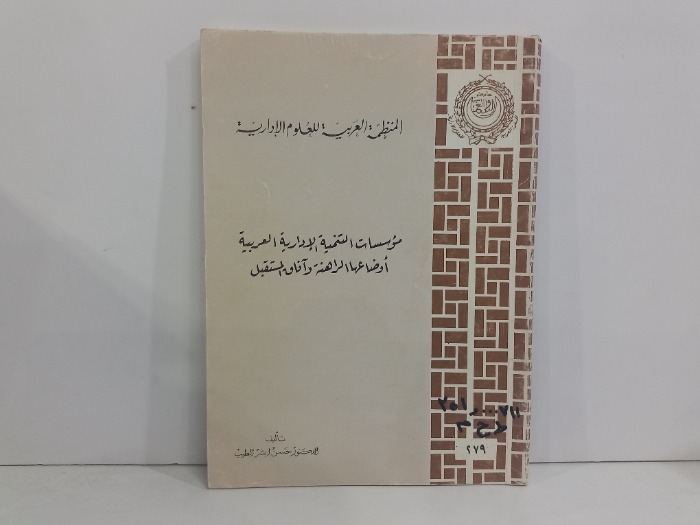 المنظمة العربية للعلوم الإدارية
مؤسسات التنمية الإدارية العربية
أوضاعها الراهنة وآفاق المستقبل
تأليف
الدكتور حسن أبشر الطيب
٢٧٩